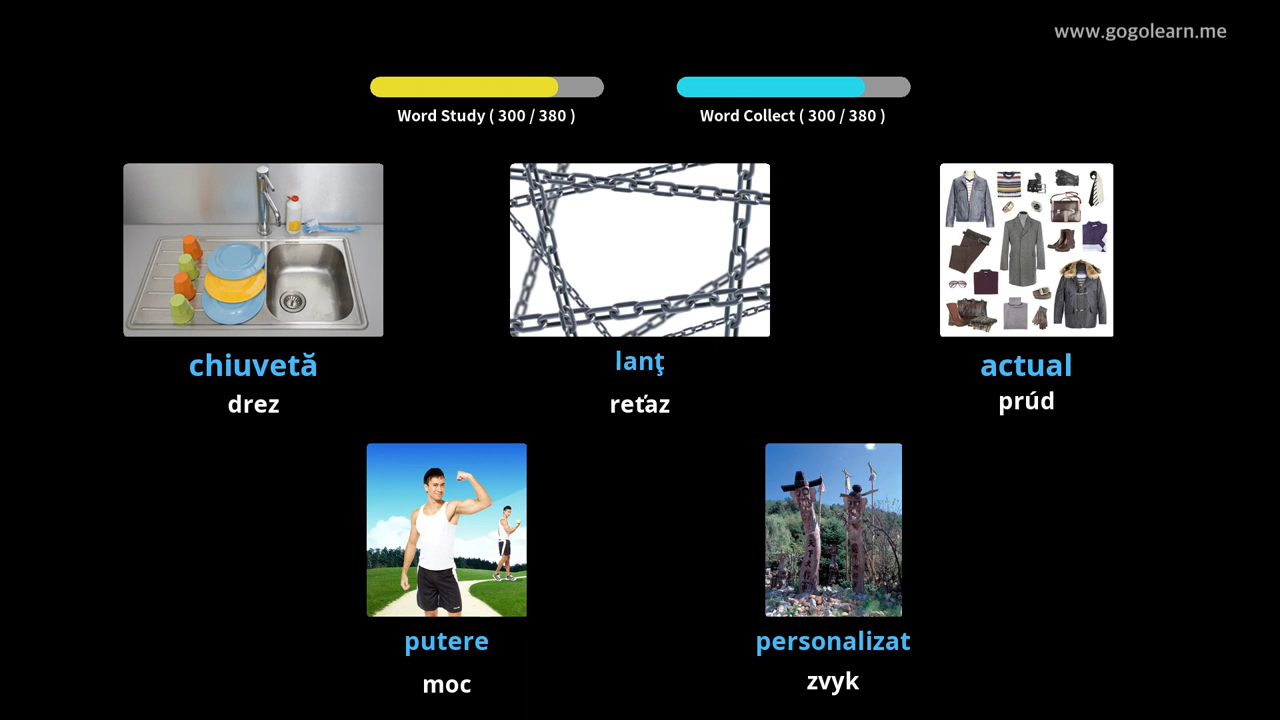 www.gogolearn.me
Word Study ( 300 / 380 )
Word Collect ( 300 / 380 )
chiuvetă
drez
lanţ
reťaz
actual
prúd
putere
moc
personalizat
zvyk